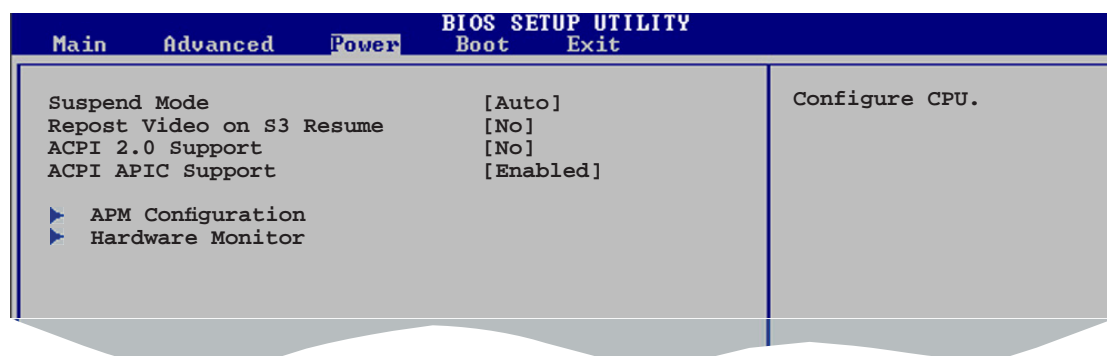 BIOS SETUP UTILITY
Main Advanced Power Boot Exit
Suspend Mode [Auto]
Repost Video on S3 Resume [No]
ACPI 2.0 Support [No]
ACPI APIC Support [Enabled]
APM Configuration
Hardware Monitor
Configure CPU.